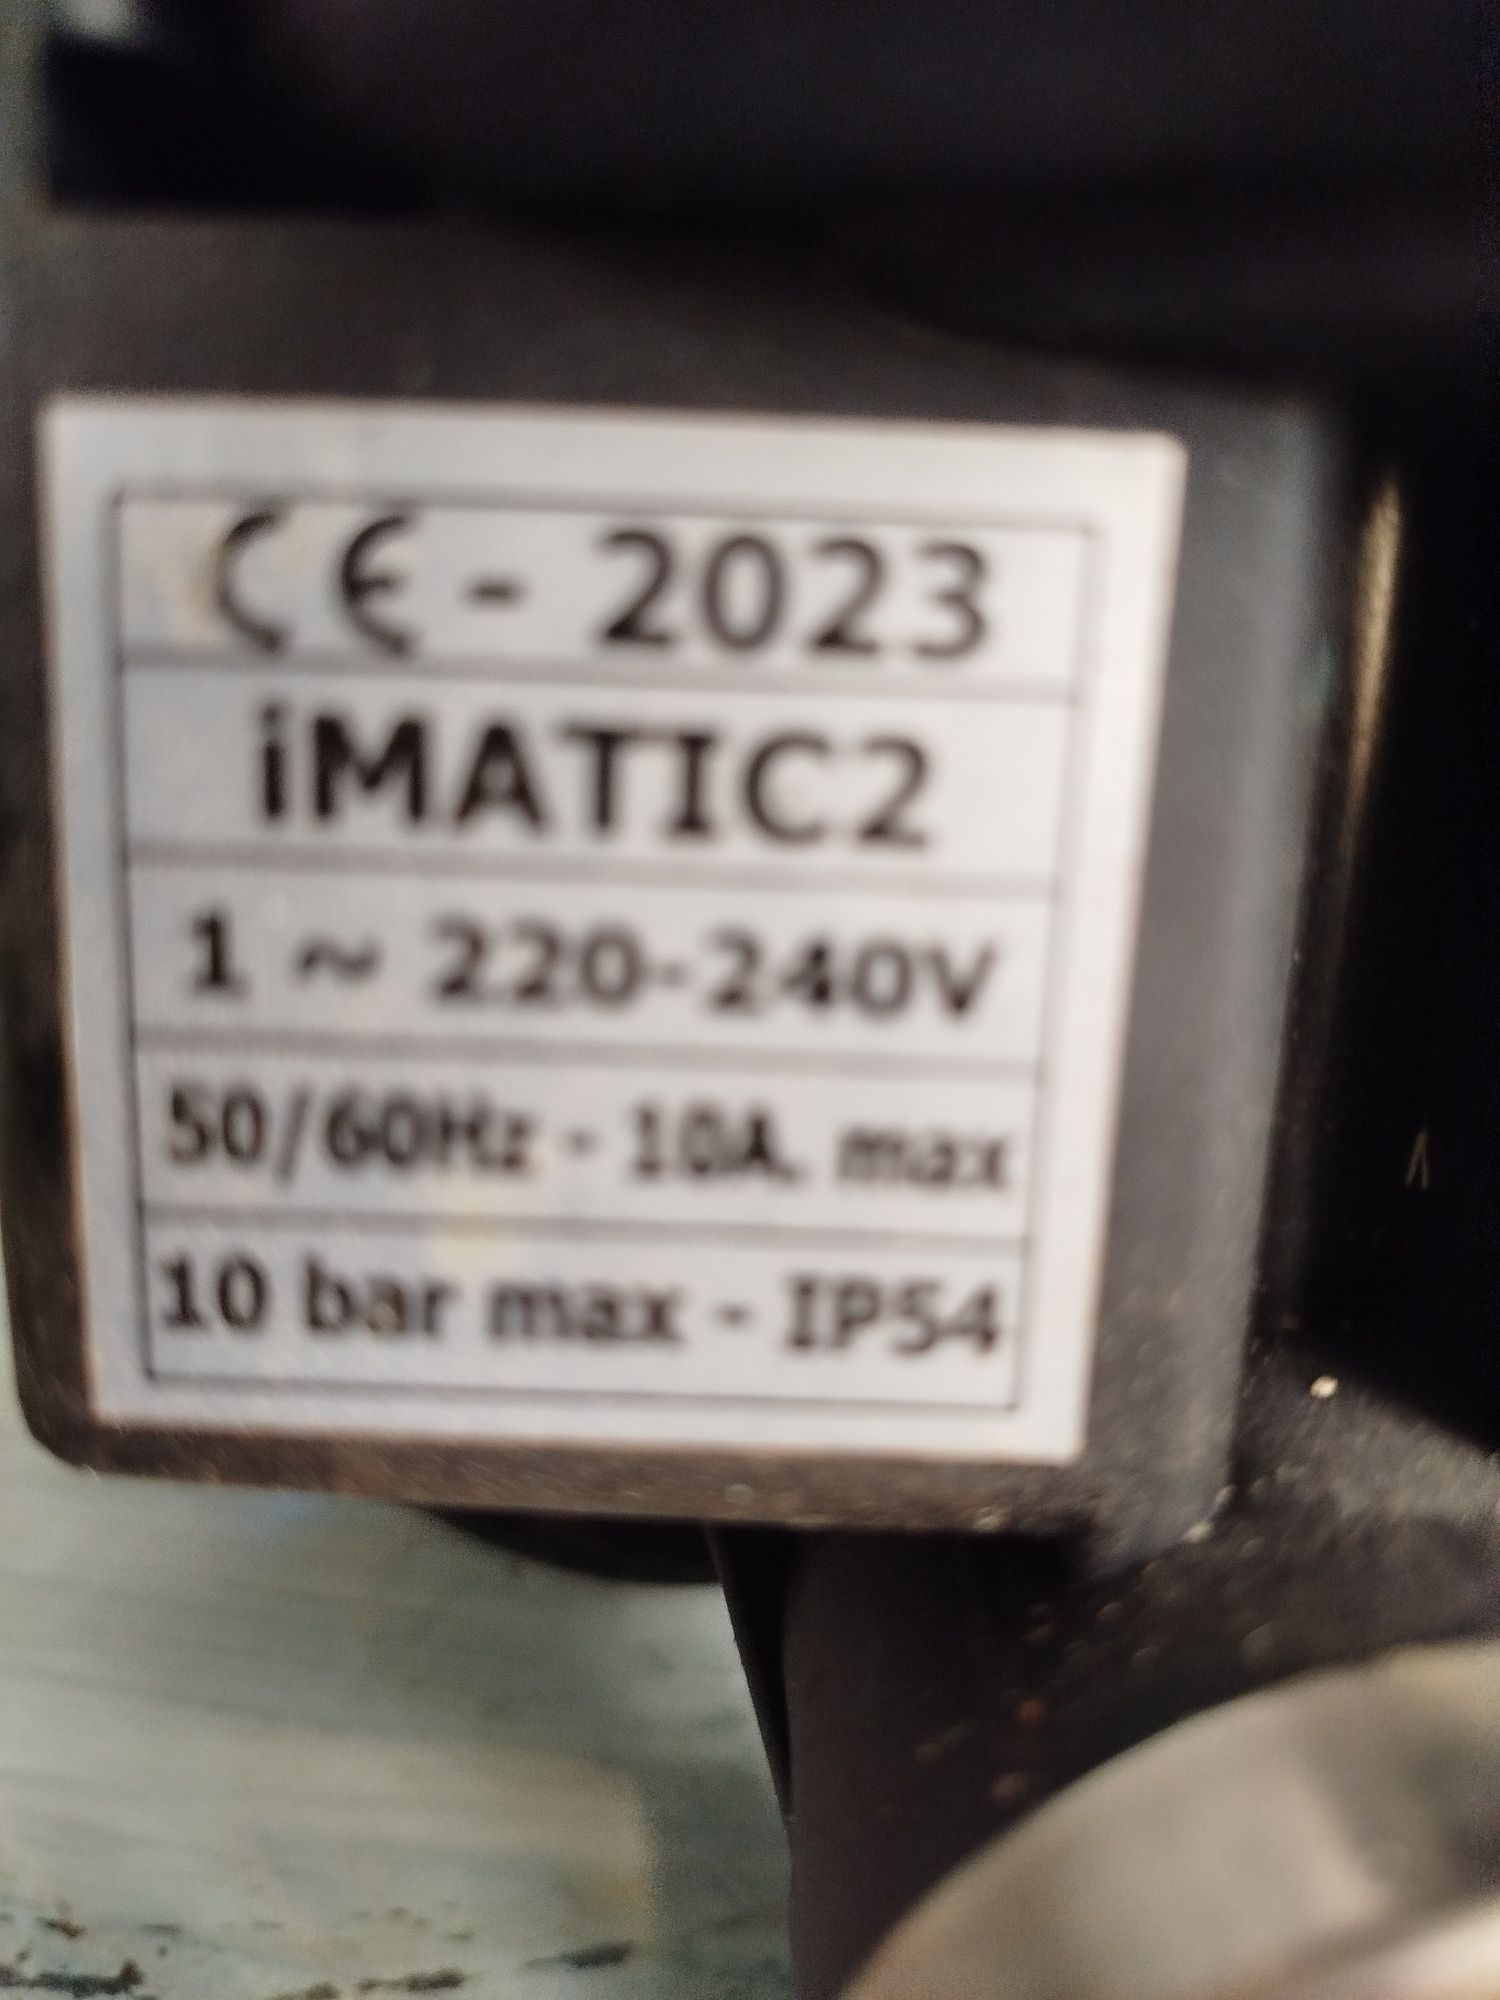 CE - 2023
iMATIC2
1 ~ 220-240V
50/60Hz - 10A. max
10 bar max - IP54